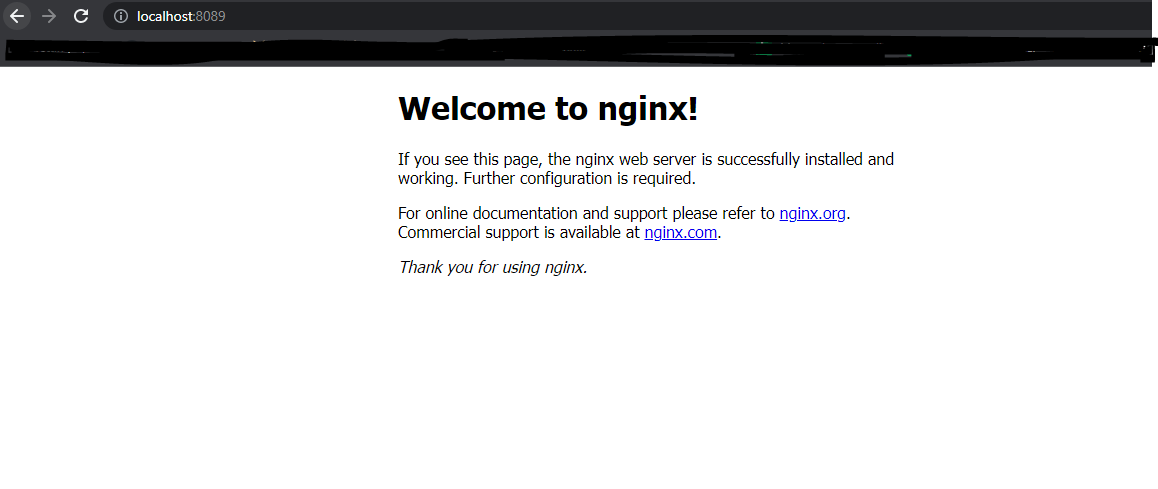 localhost:8089
Welcome to nginx!
If you see this page, the nginx web server is successfully installed and
working. Further configuration is required.
For online documentation and support please refer to nginx.org.
Commercial support is available at nginx.com.
Thank you for using nginx.